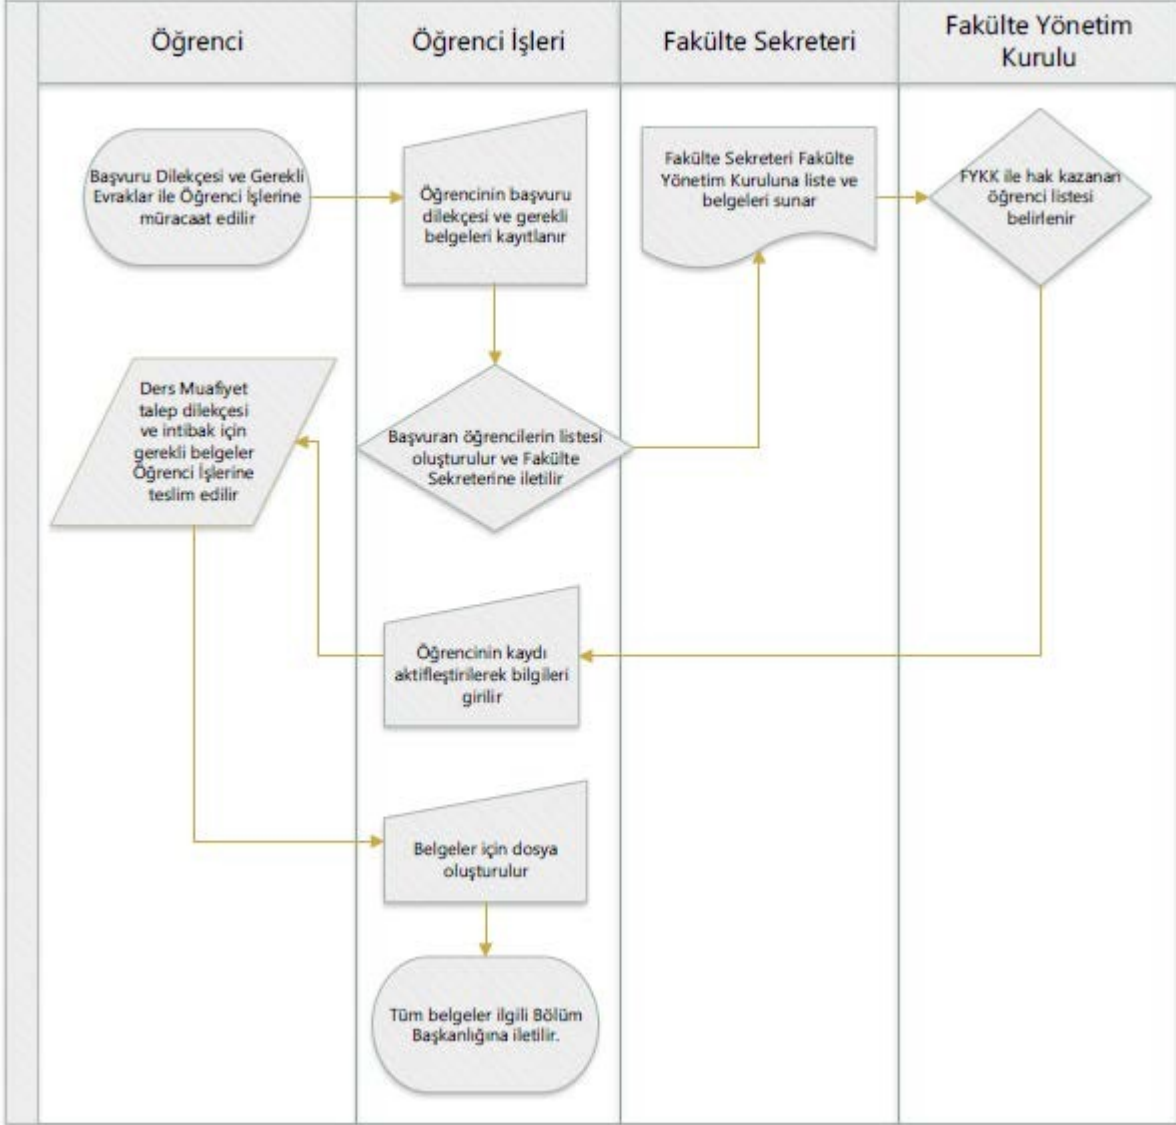 Öğrenci
Öğrenci İşleri
Fakülte Sekreteri
Fakülte Yönetim
Kurulu
Başvuru Dilekçesi ve Gerekli
Evraklar ile Öğrenci İşlerine
müracaat edilir
Öğrencinin başvuru
dilekçesi ve gerekli
belgeleri kayıtlanır
Fakülte Sekreteri Fakülte
Yönetim Kuruluna liste ve
belgeleri sunar
FYKK ile hak kazanan
öğrenci listesi
belirlenir
Başvuran öğrencilerin listesi
oluşturulur ve Fakülte
Sekreterine iletilir
Ders Muafiyet
talep dilekçesi
ve intibak için
gerekli belgeler
Öğrenci İşlerine
teslim edilir
Öğrencinin kaydı
aktifleştirilerek bilgileri
girilir
Belgeler için dosya
oluşturulur
Tüm belgeler ilgili Bölüm
Başkanlığına iletilir.